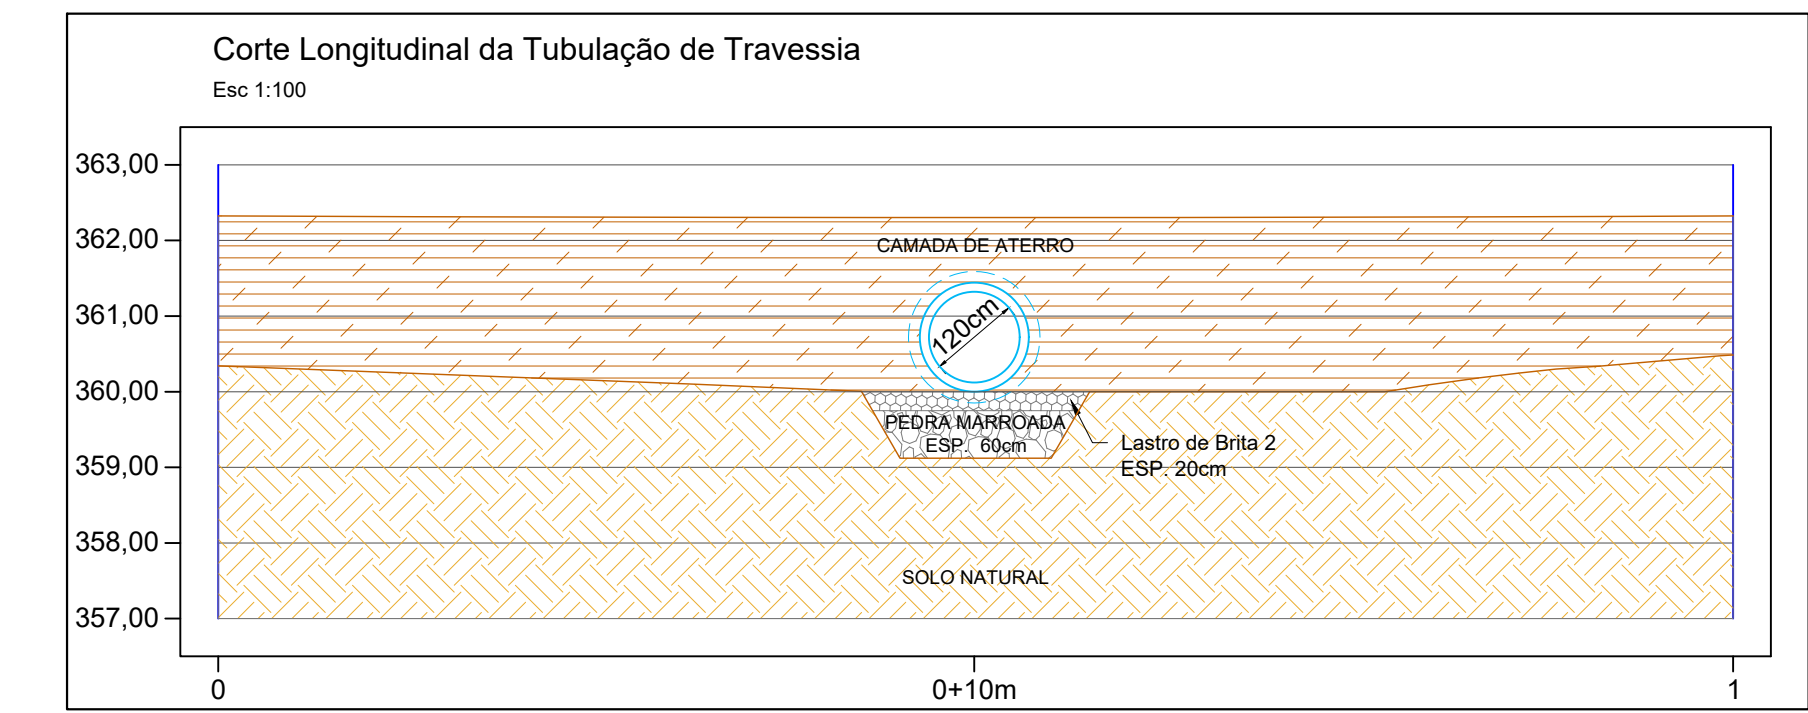 Corte Longitudinal da Tubulação de Travessia
Esc 1:100
363,00
362,00
CAMADA DE ATERRO
361,00
120cm
360,00
PEDRA MARROADA
ESP. 60cm
Lastro de Brita 2
ESP. 20cm
359,00
358,00
SOLO NATURAL
357,00
0
0+10m
1